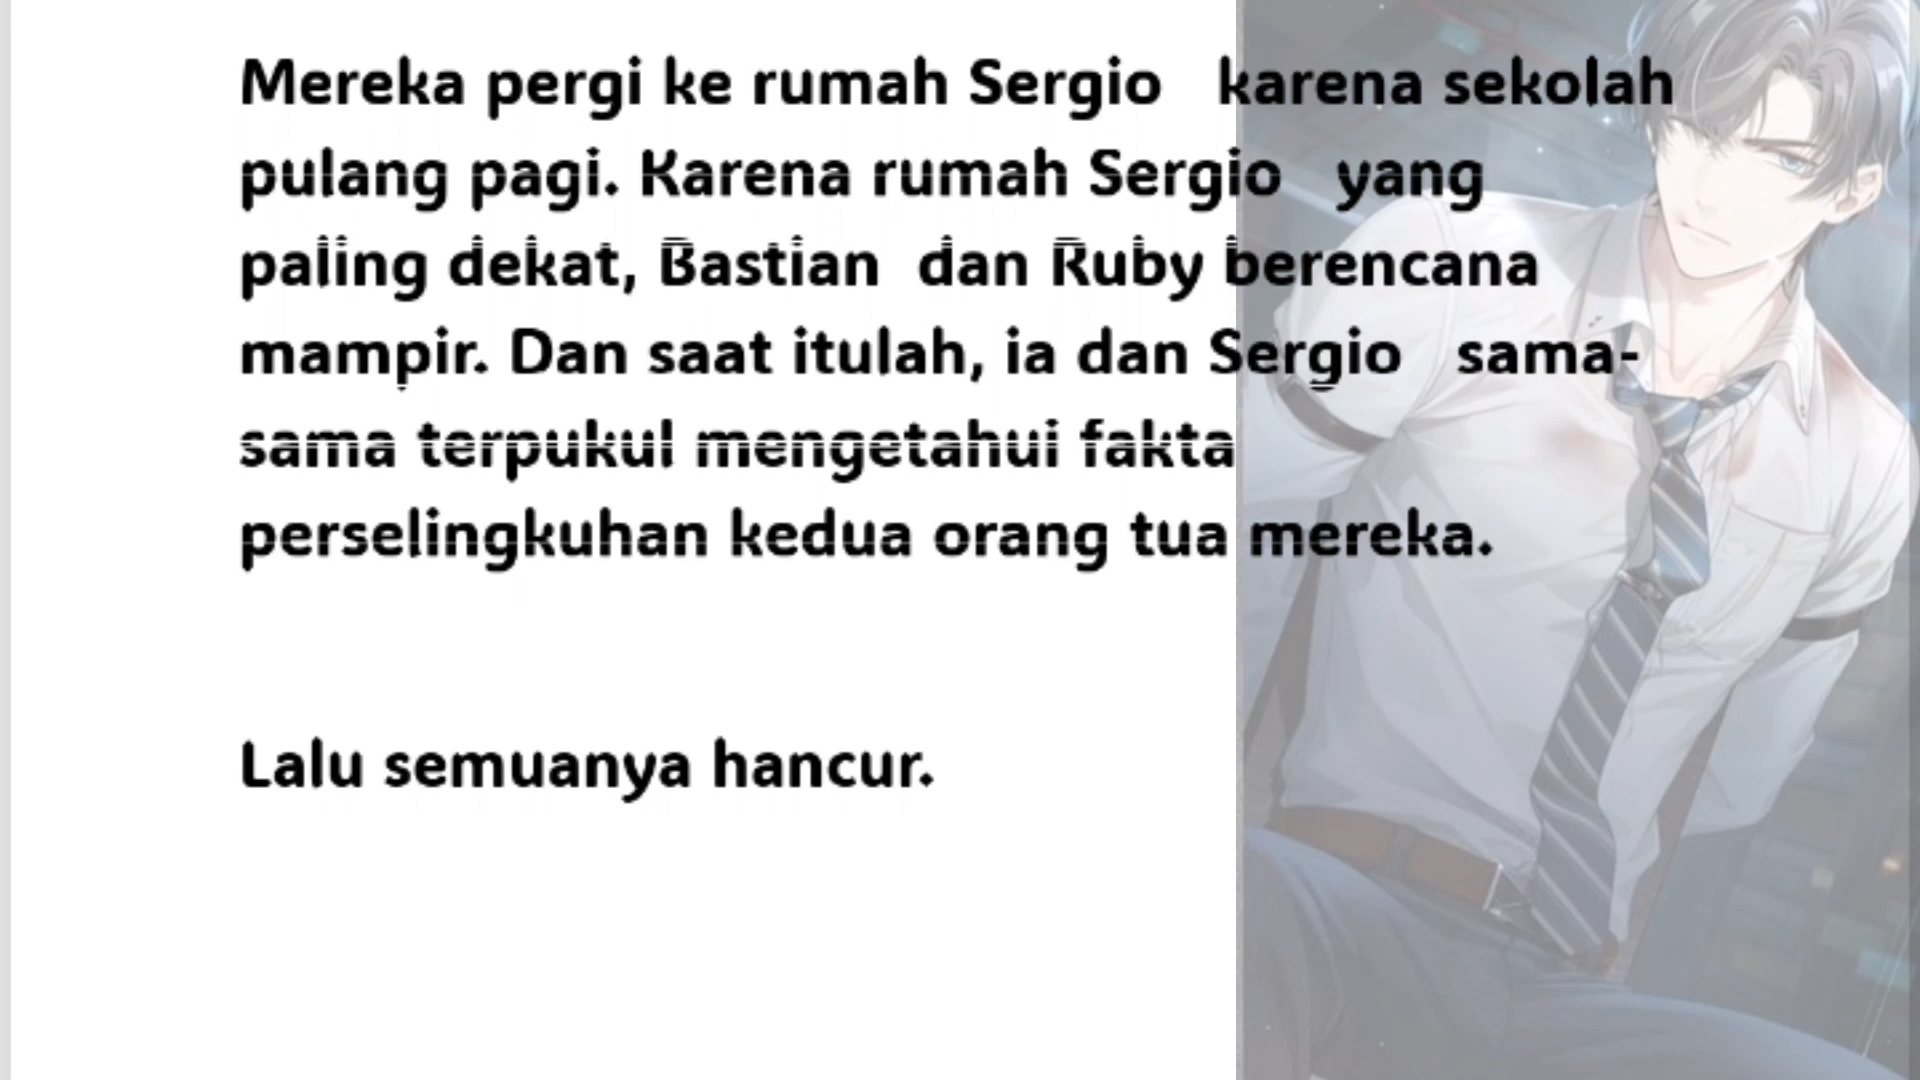 Mereka pergi ke rumah Sergio karena sekolah
pulang pagi. Karena rumah Sergio yang
paling dekat, Bastian dan Ruby berencana
mampir. Dan saat itulah, ia dan Sergio sama-
sama terpukul mengetahui fakta
perselingkuhan kedua orang tua mereka.
Lalu semuanya hancur.